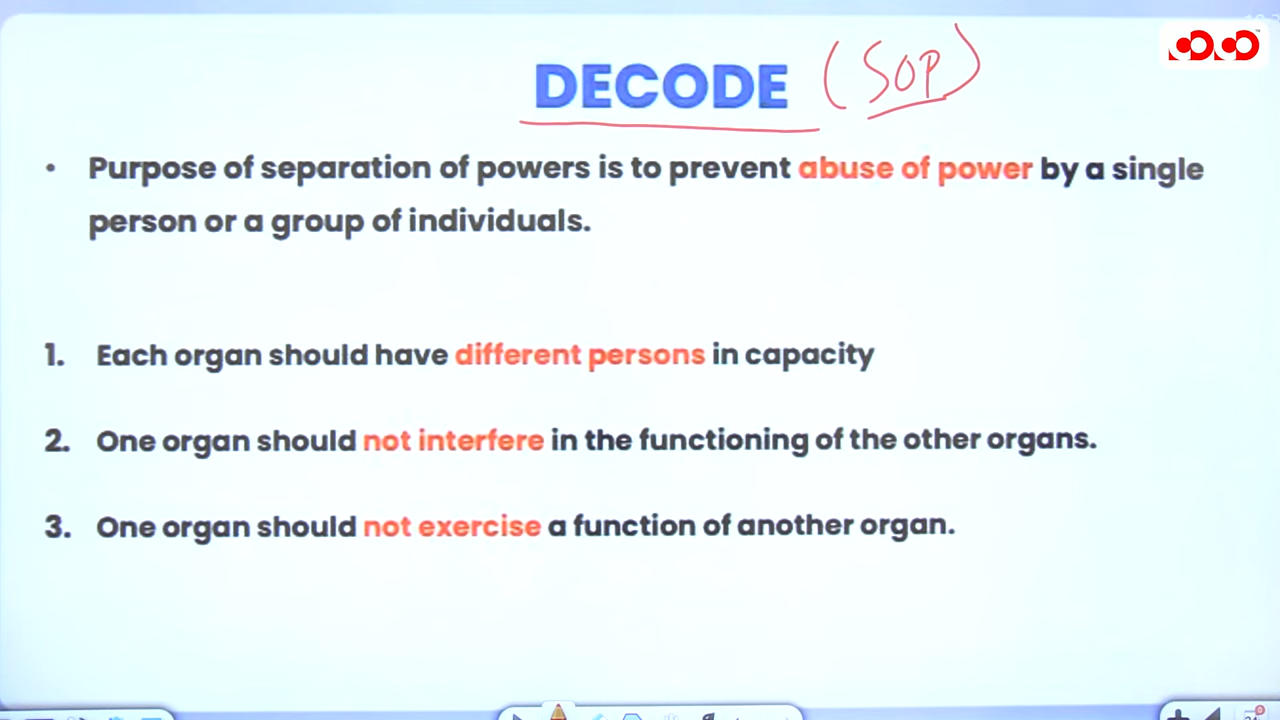 DECODE (SOP)
• Purpose of separation of powers is to prevent abuse of power by a single
person or a group of individuals.
1. Each organ should have different persons in capacity
2. One organ should not interfere in the functioning of the other organs.
3. One organ should not exercise a function of another organ.